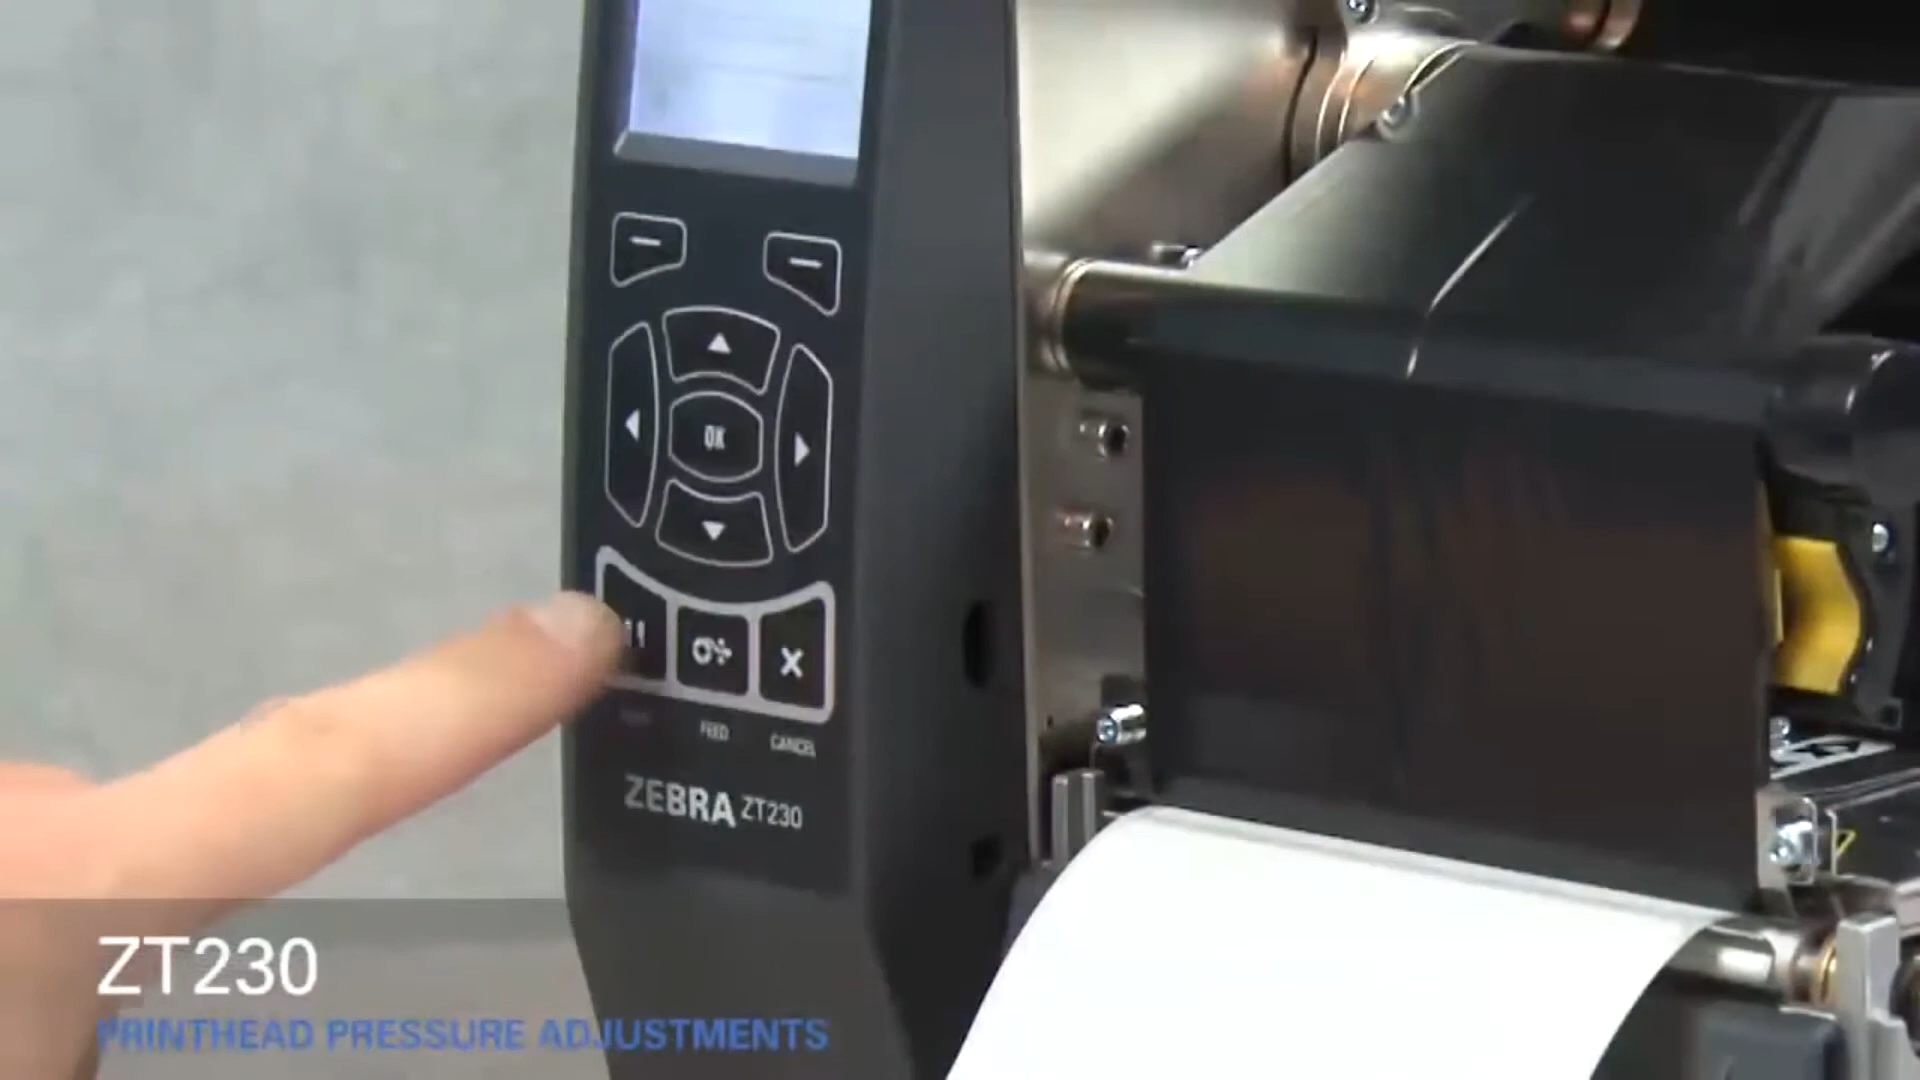 OK
FEED
CANCEL
ZEBRA ZT230
ZT230
PRINTHEAD PRESSURE ADJUSTMENTS